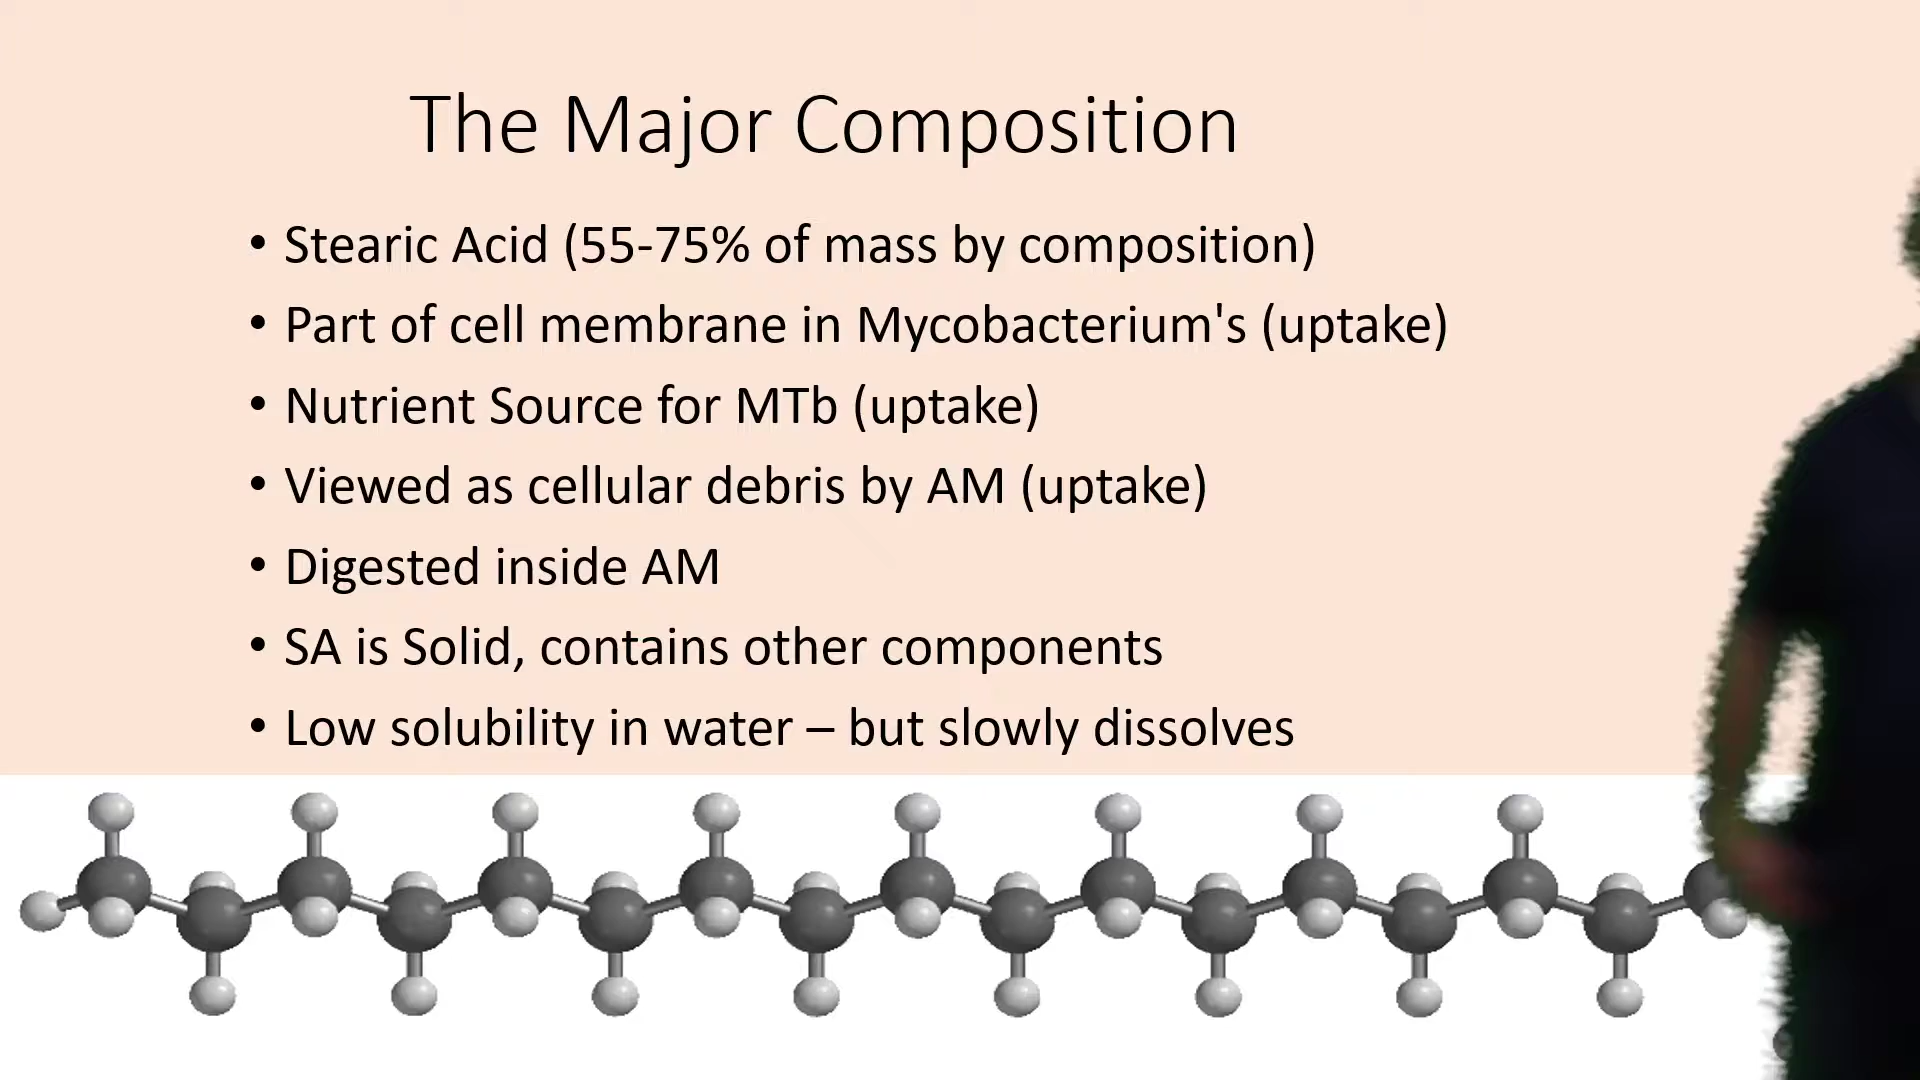 The Major Composition
• Stearic Acid (55-75% of mass by composition)
• Part of cell membrane in Mycobacterium's (uptake)
• Nutrient Source for MTb (uptake)
• Viewed as cellular debris by AM (uptake)
• Digested inside AM
• SA is Solid, contains other components
• Low solubility in water – but slowly dissolves